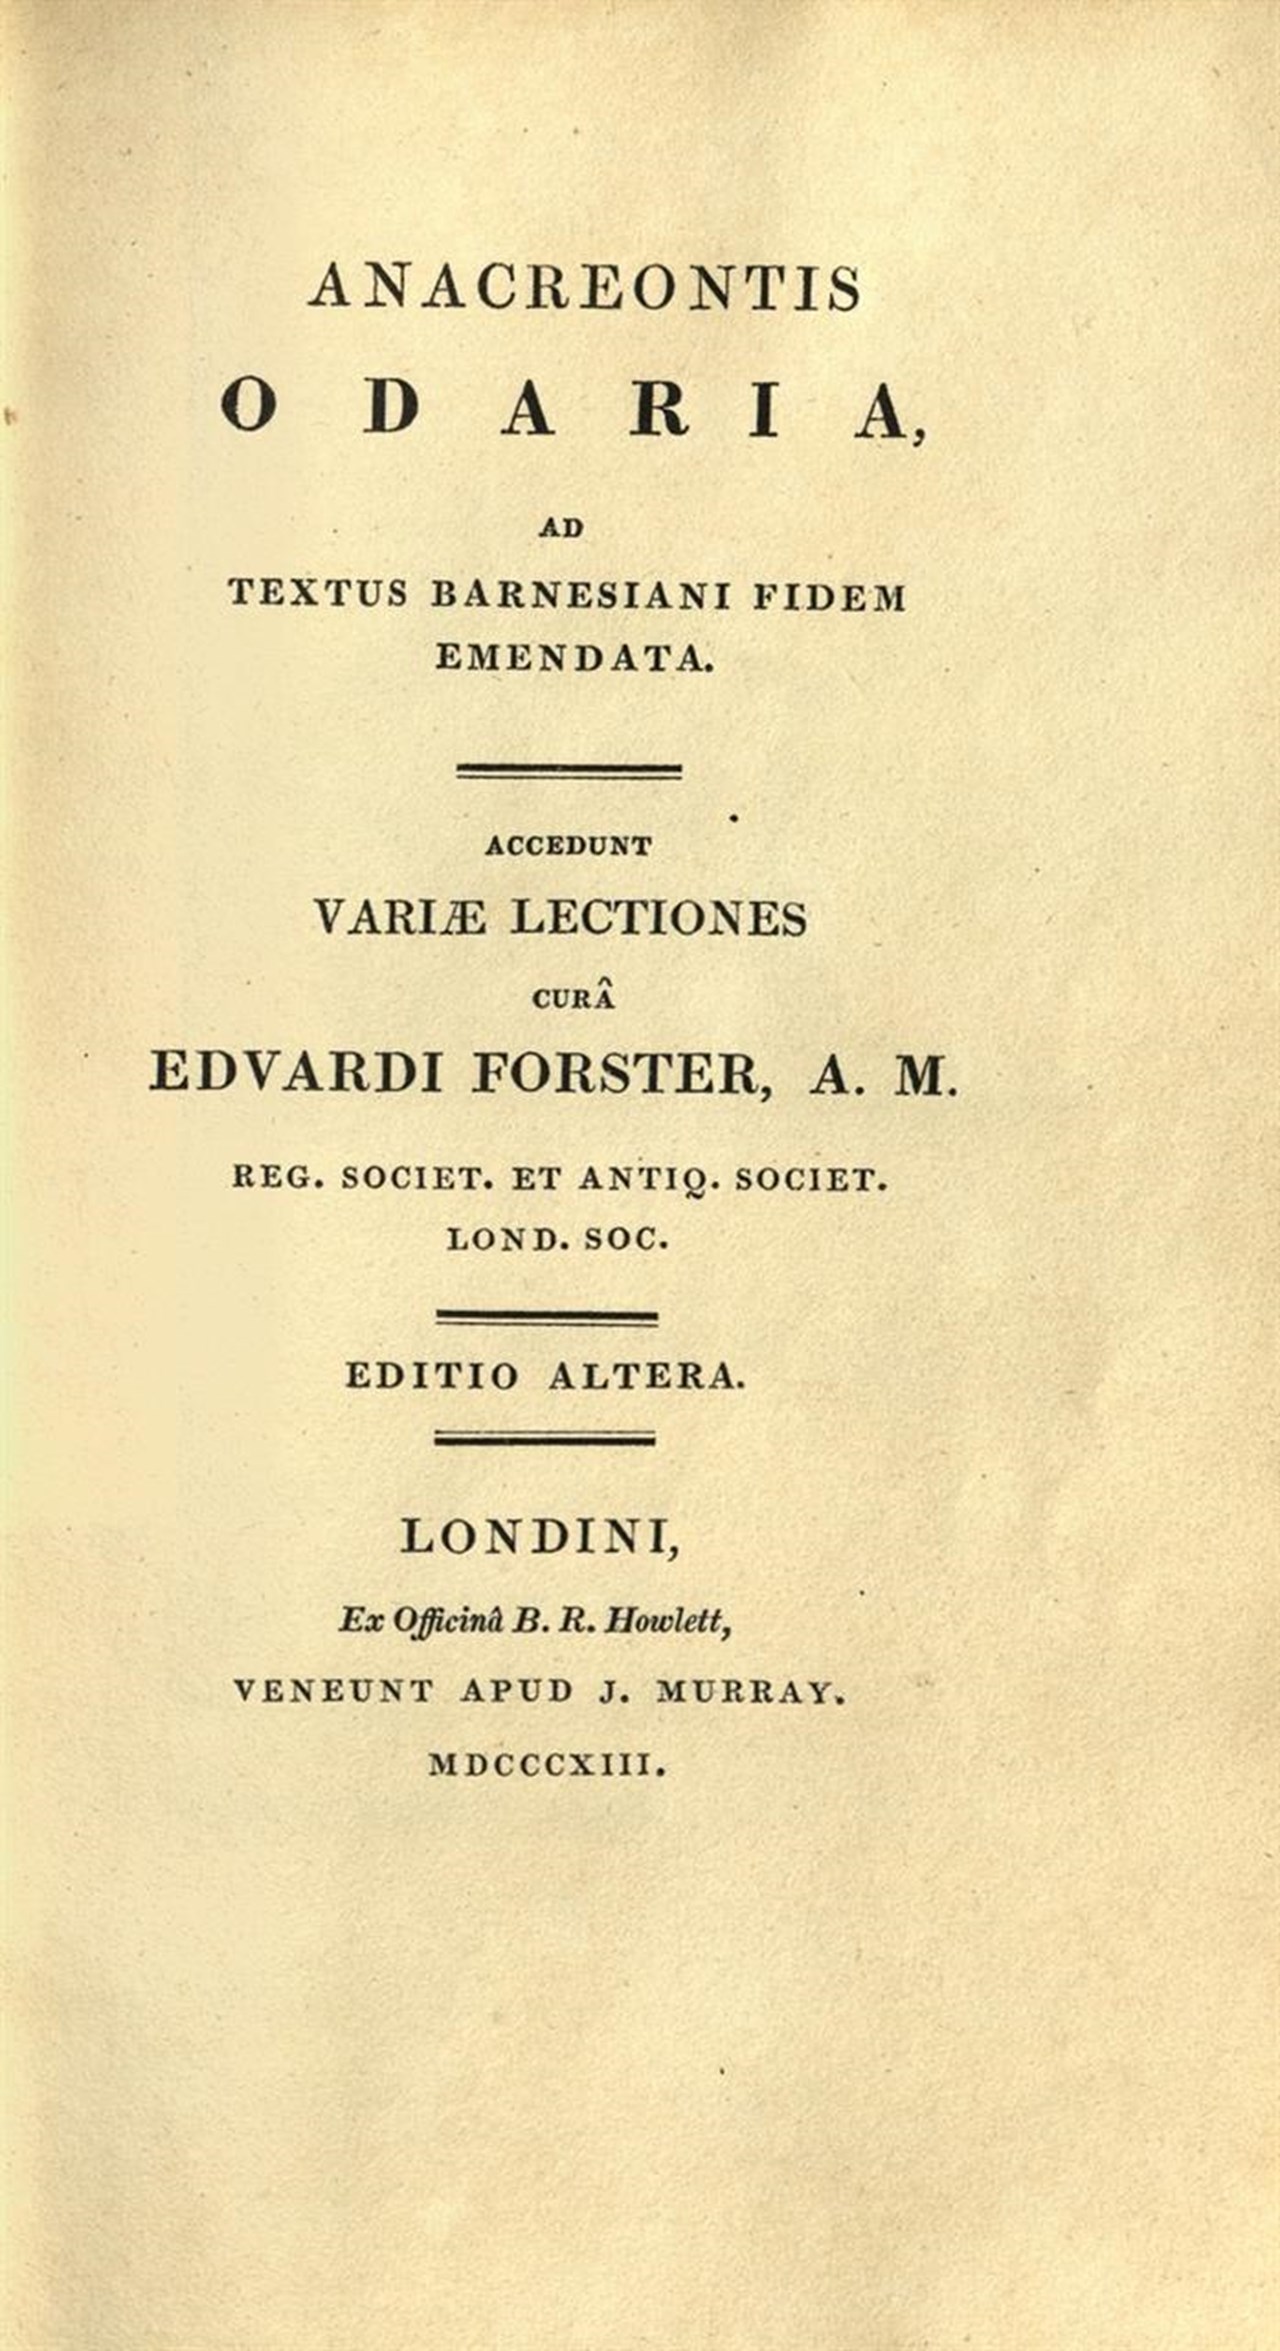 ANACREONTIS
ODARIA,
AD
TEXTUS BARNESIANI FIDEM
EMENDATA.
ACCEDUNT
VARIÆ LECTIONES
CURÂ
EDVARDI FORSTER, A. M.
REG. SOCIET. ET ANTIQ. SOCIET.
LOND. SOC.
EDITIO ALTERA.
LONDINI,
Ex Officinâ B. R. Howlett,
VENEUNT APUD J. MURRAY.
MDCCCXIII.